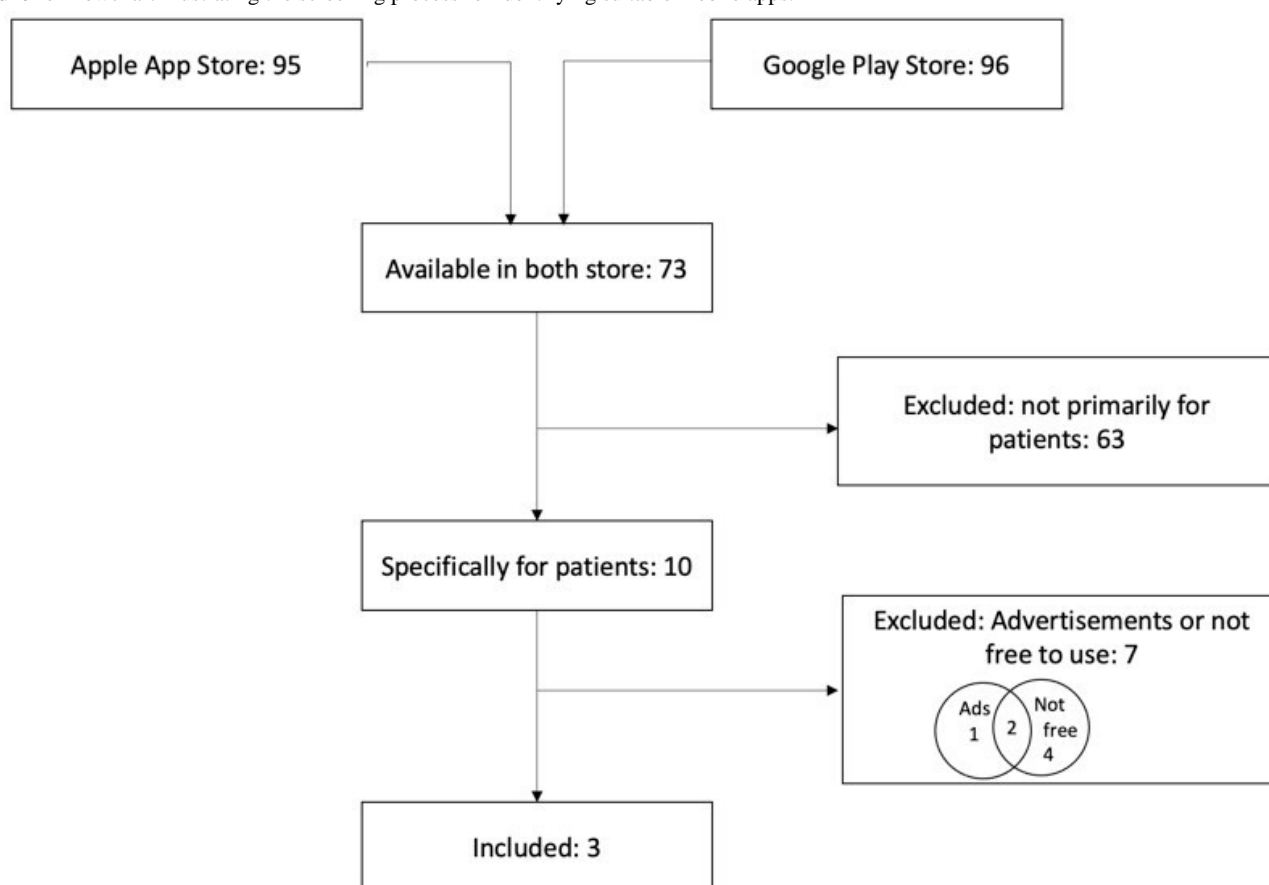 Apple App Store: 95
Google Play Store: 96
Available in both store: 73
Excluded: not primarily for
patients: 63
Specifically for patients: 10
Excluded: Advertisements or not
free to use: 7
Ads
1
2
Not
free
4
Included: 3